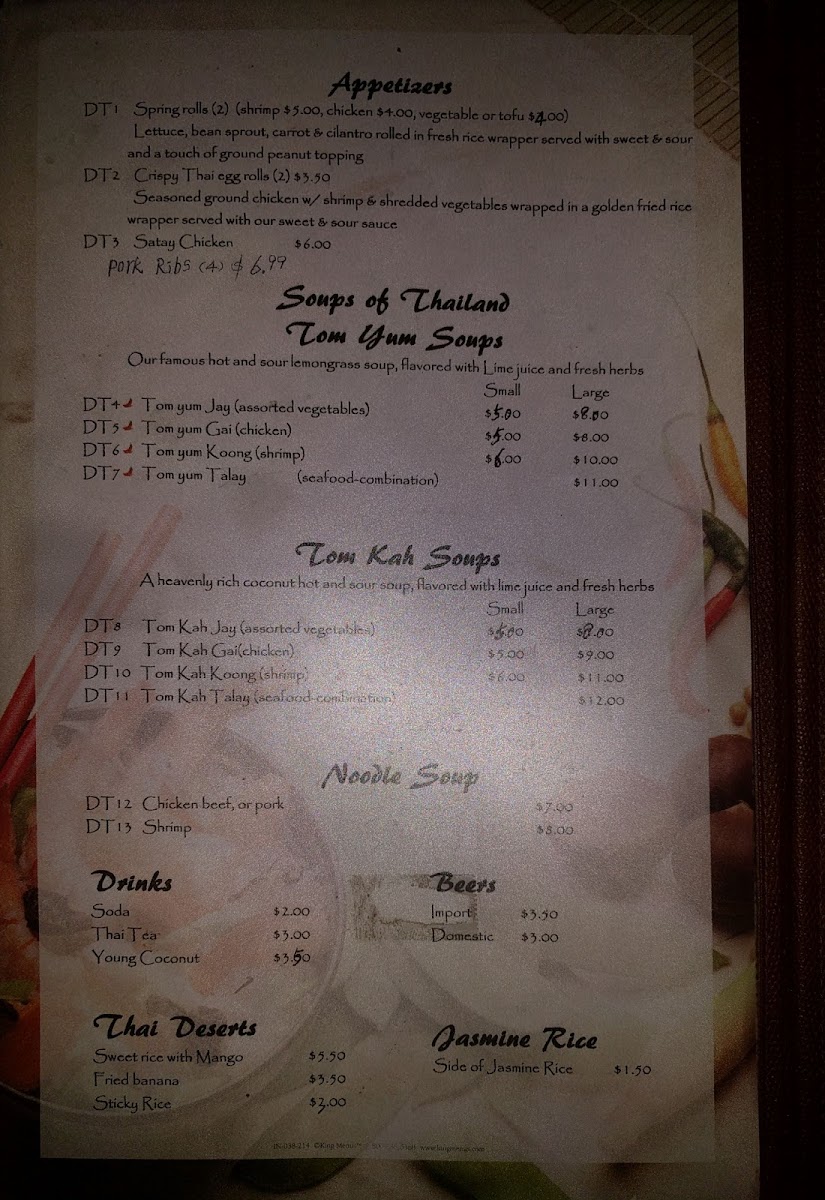 Appetizers
DT1 Spring rolls (2) (shrimp $5.00, chicken $4.00, vegetable or tofu $4.00)
Lettuce, bean sprout, carrot & cilantro rolled in fresh rice wrapper served with sweet & sour
and a touch of ground peanut topping
DT2 Crispy Thai egg rolls (2) $3.50
Seasoned ground chicken w/ shrimp & shredded vegetables wrapped in a golden fried rice
wrapper served with our sweet & sour sauce
DT3 Satay Chicken $6.00
Pork Ribs (4) $6.99
Soups of Thailand
Tom Yum Soups
Our famous hot and sour lemongrass soup, flavored with Lime juice and fresh herbs
Small Large
DT4 Tom yum Jay (assorted vegetables) $5.00 $8.00
DT5 Tom yum Gai (chicken) $5.00 $8.00
DT6 Tom yum Koong (shrimp) $6.00 $10.00
DT7 Tom yum Talay (seafood-combination) $11.00
Tom Kah Soups
A heavenly rich coconut hot and sour soup, flavored with lime juice and fresh herbs
Small Large
DT8 Tom Kah Jay (assorted vegetables) $5.00 $8.00
DT9 Tom Kah Gai(chicken) $5.00 $9.00
DT10 Tom Kah Koong (shrimp) $6.00 $11.00
DT11 Tom Kah Talay (seafood-combination) $12.00
Noodle Soup
DT12 Chicken beef, or pork $7.00
DT13 Shrimp $8.00
Drinks
Soda $2.00
Thai Tea $3.00
Young Coconut $3.50
Beers
Import $3.50
Domestic $3.00
Thai Deserts
Sweet rice with Mango $5.50
Fried banana $3.50
Sticky Rice $2.00
Jasmine Rice
Side of Jasmine Rice $1.50